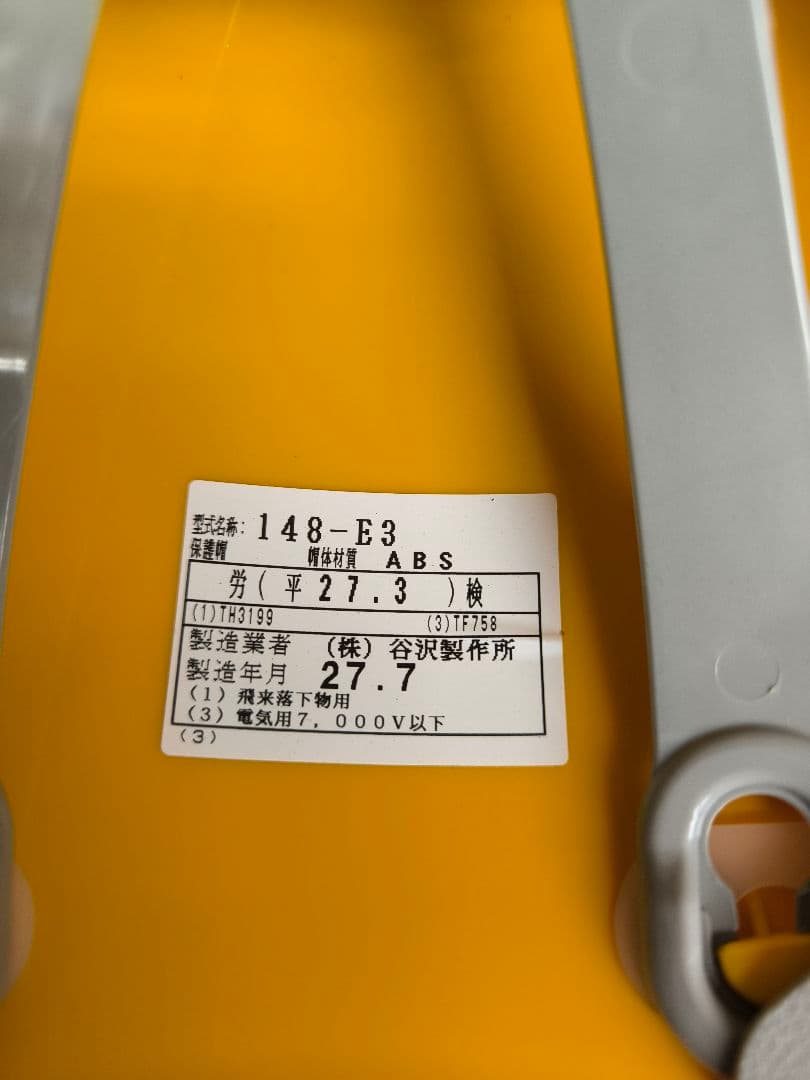 型式名称: 148-E3
保護帽 帽体材質 ABS
労( 平27.3 )検
(1)TH3199 (3)TF758
製造業者 (株)谷沢製作所
製造年月 27.7
(1)飛来落下物用
(3)電気用7,000V以下
(3)